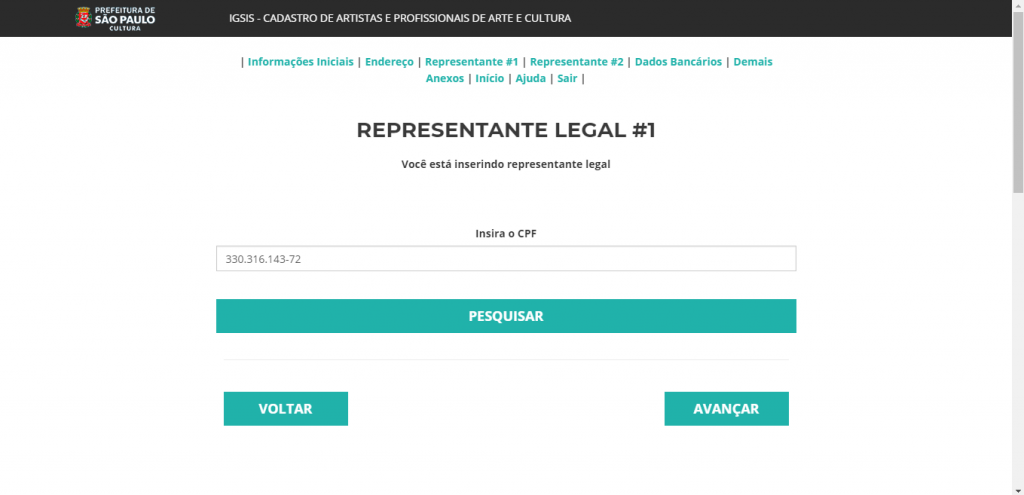 PREFEITURA DE
SÃO PAULO
CULTURA
IGSIS - CADASTRO DE ARTISTAS E PROFISSIONAIS DE ARTE E CULTURA
| Informações Iniciais | Endereço | Representante #1 | Representante #2 | Dados Bancários | Demais
Anexos | Início | Ajuda | Sair |
REPRESENTANTE LEGAL #1
Você está inserindo representante legal
Insira o CPF
330.316.143-72
PESQUISAR
VOLTAR
AVANÇAR